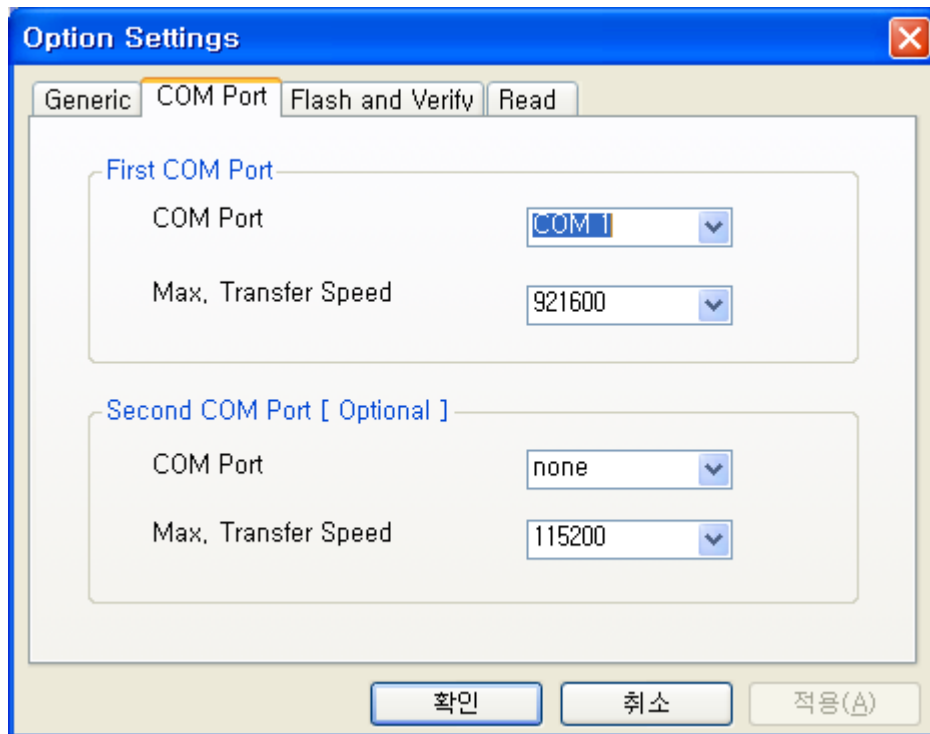 Option Settings
Generic COM Port Flash and Verify Read
First COM Port
COM Port COM 1
Max. Transfer Speed 921600
Second COM Port [ Optional ]
COM Port none
Max. Transfer Speed 115200
확인 취소 적용(A)